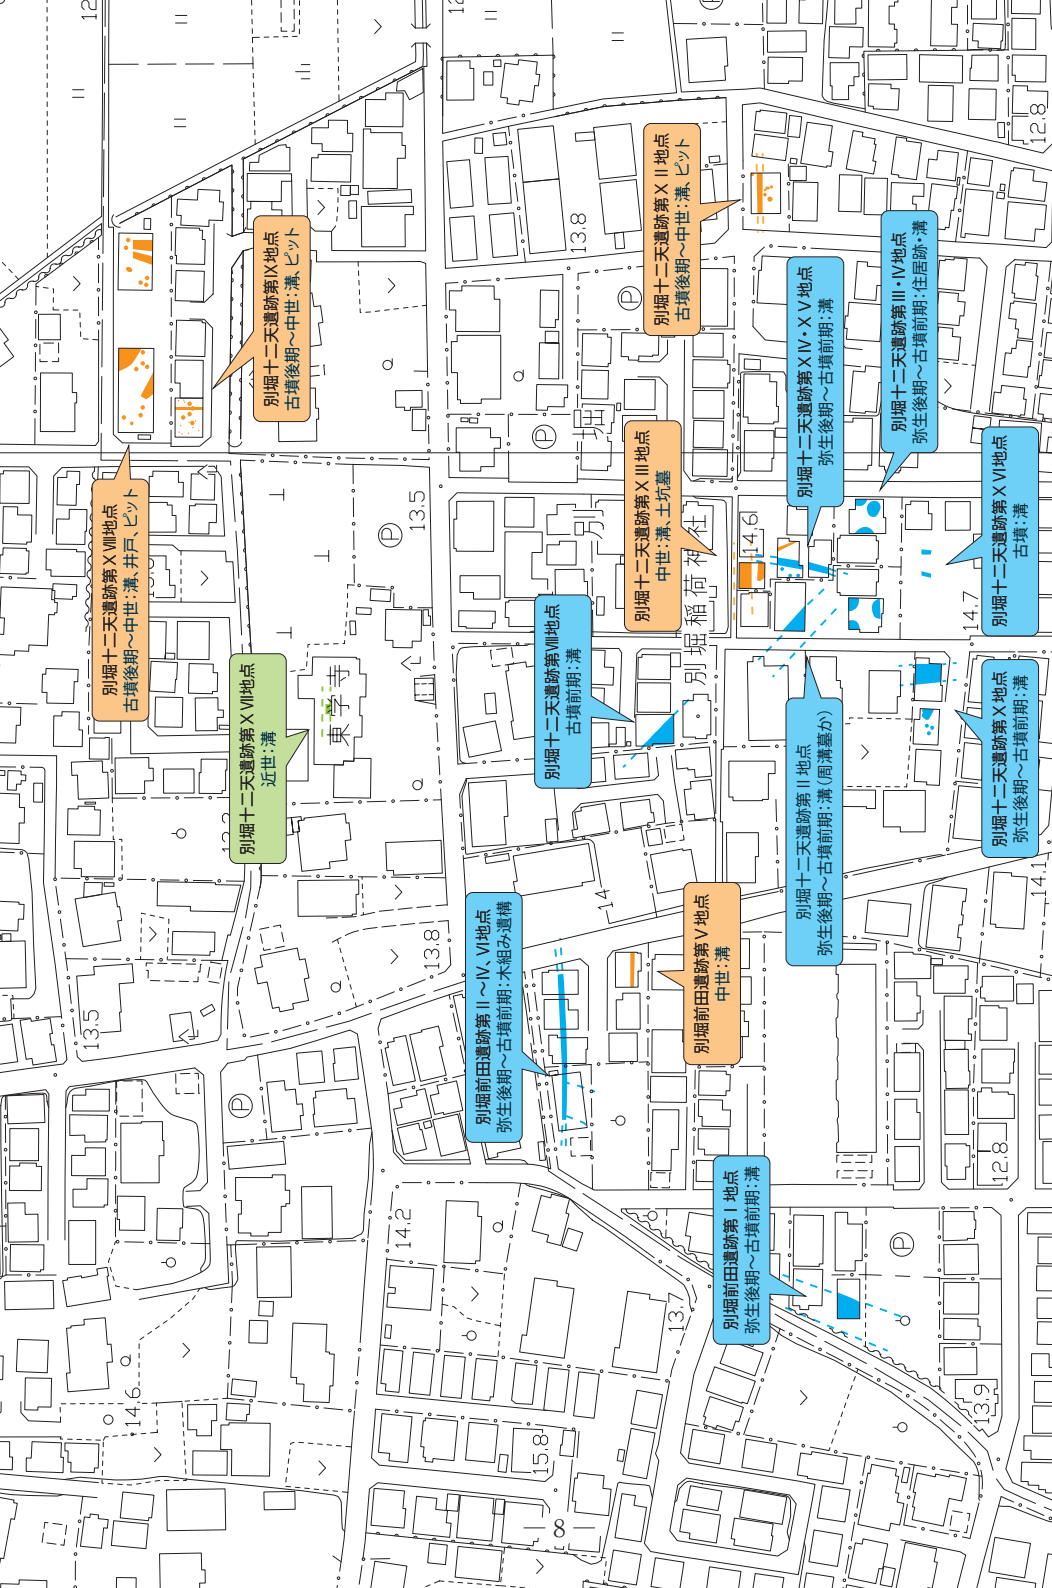 別堀十二天遺跡第ⅩⅧ地点
古墳後期～中世：溝、井戸、ピット
別堀十二天遺跡第Ⅸ地点
古墳後期～中世：溝、ピット
別堀十二天遺跡第ⅩⅦ地点
近世：溝
別堀十二天遺跡第ⅩⅡ地点
古墳後期～中世：溝、ピット
別堀十二天遺跡第ⅩⅢ地点
中世：溝、土坑墓
別堀十二天遺跡第ⅩⅣ・ⅩⅤ地点
弥生後期～古墳前期：溝
別堀十二天遺跡第Ⅲ・Ⅳ地点
弥生後期～古墳前期：住居跡・溝
別堀十二天遺跡第ⅩⅥ地点
古墳：溝
別堀十二天遺跡第Ⅷ地点
古墳前期：溝
別堀十二天遺跡第Ⅱ地点
弥生後期～古墳前期：溝（周溝墓か）
別堀十二天遺跡第Ⅹ地点
弥生後期～古墳前期：溝
別堀前田遺跡第Ⅱ～Ⅳ、Ⅵ地点
弥生後期～古墳前期：木組み遺構
別堀前田遺跡第Ⅴ地点
中世：溝
別堀前田遺跡第Ⅰ地点
弥生後期～古墳前期：溝
別堀稲荷神社
東学寺
別
堀
12.8
13.8
13.5
14.6
14.7
14.1
14
13.8
13.5
12.8
14.2
13.9
14.6
15.8
8
P
P
P
P
P